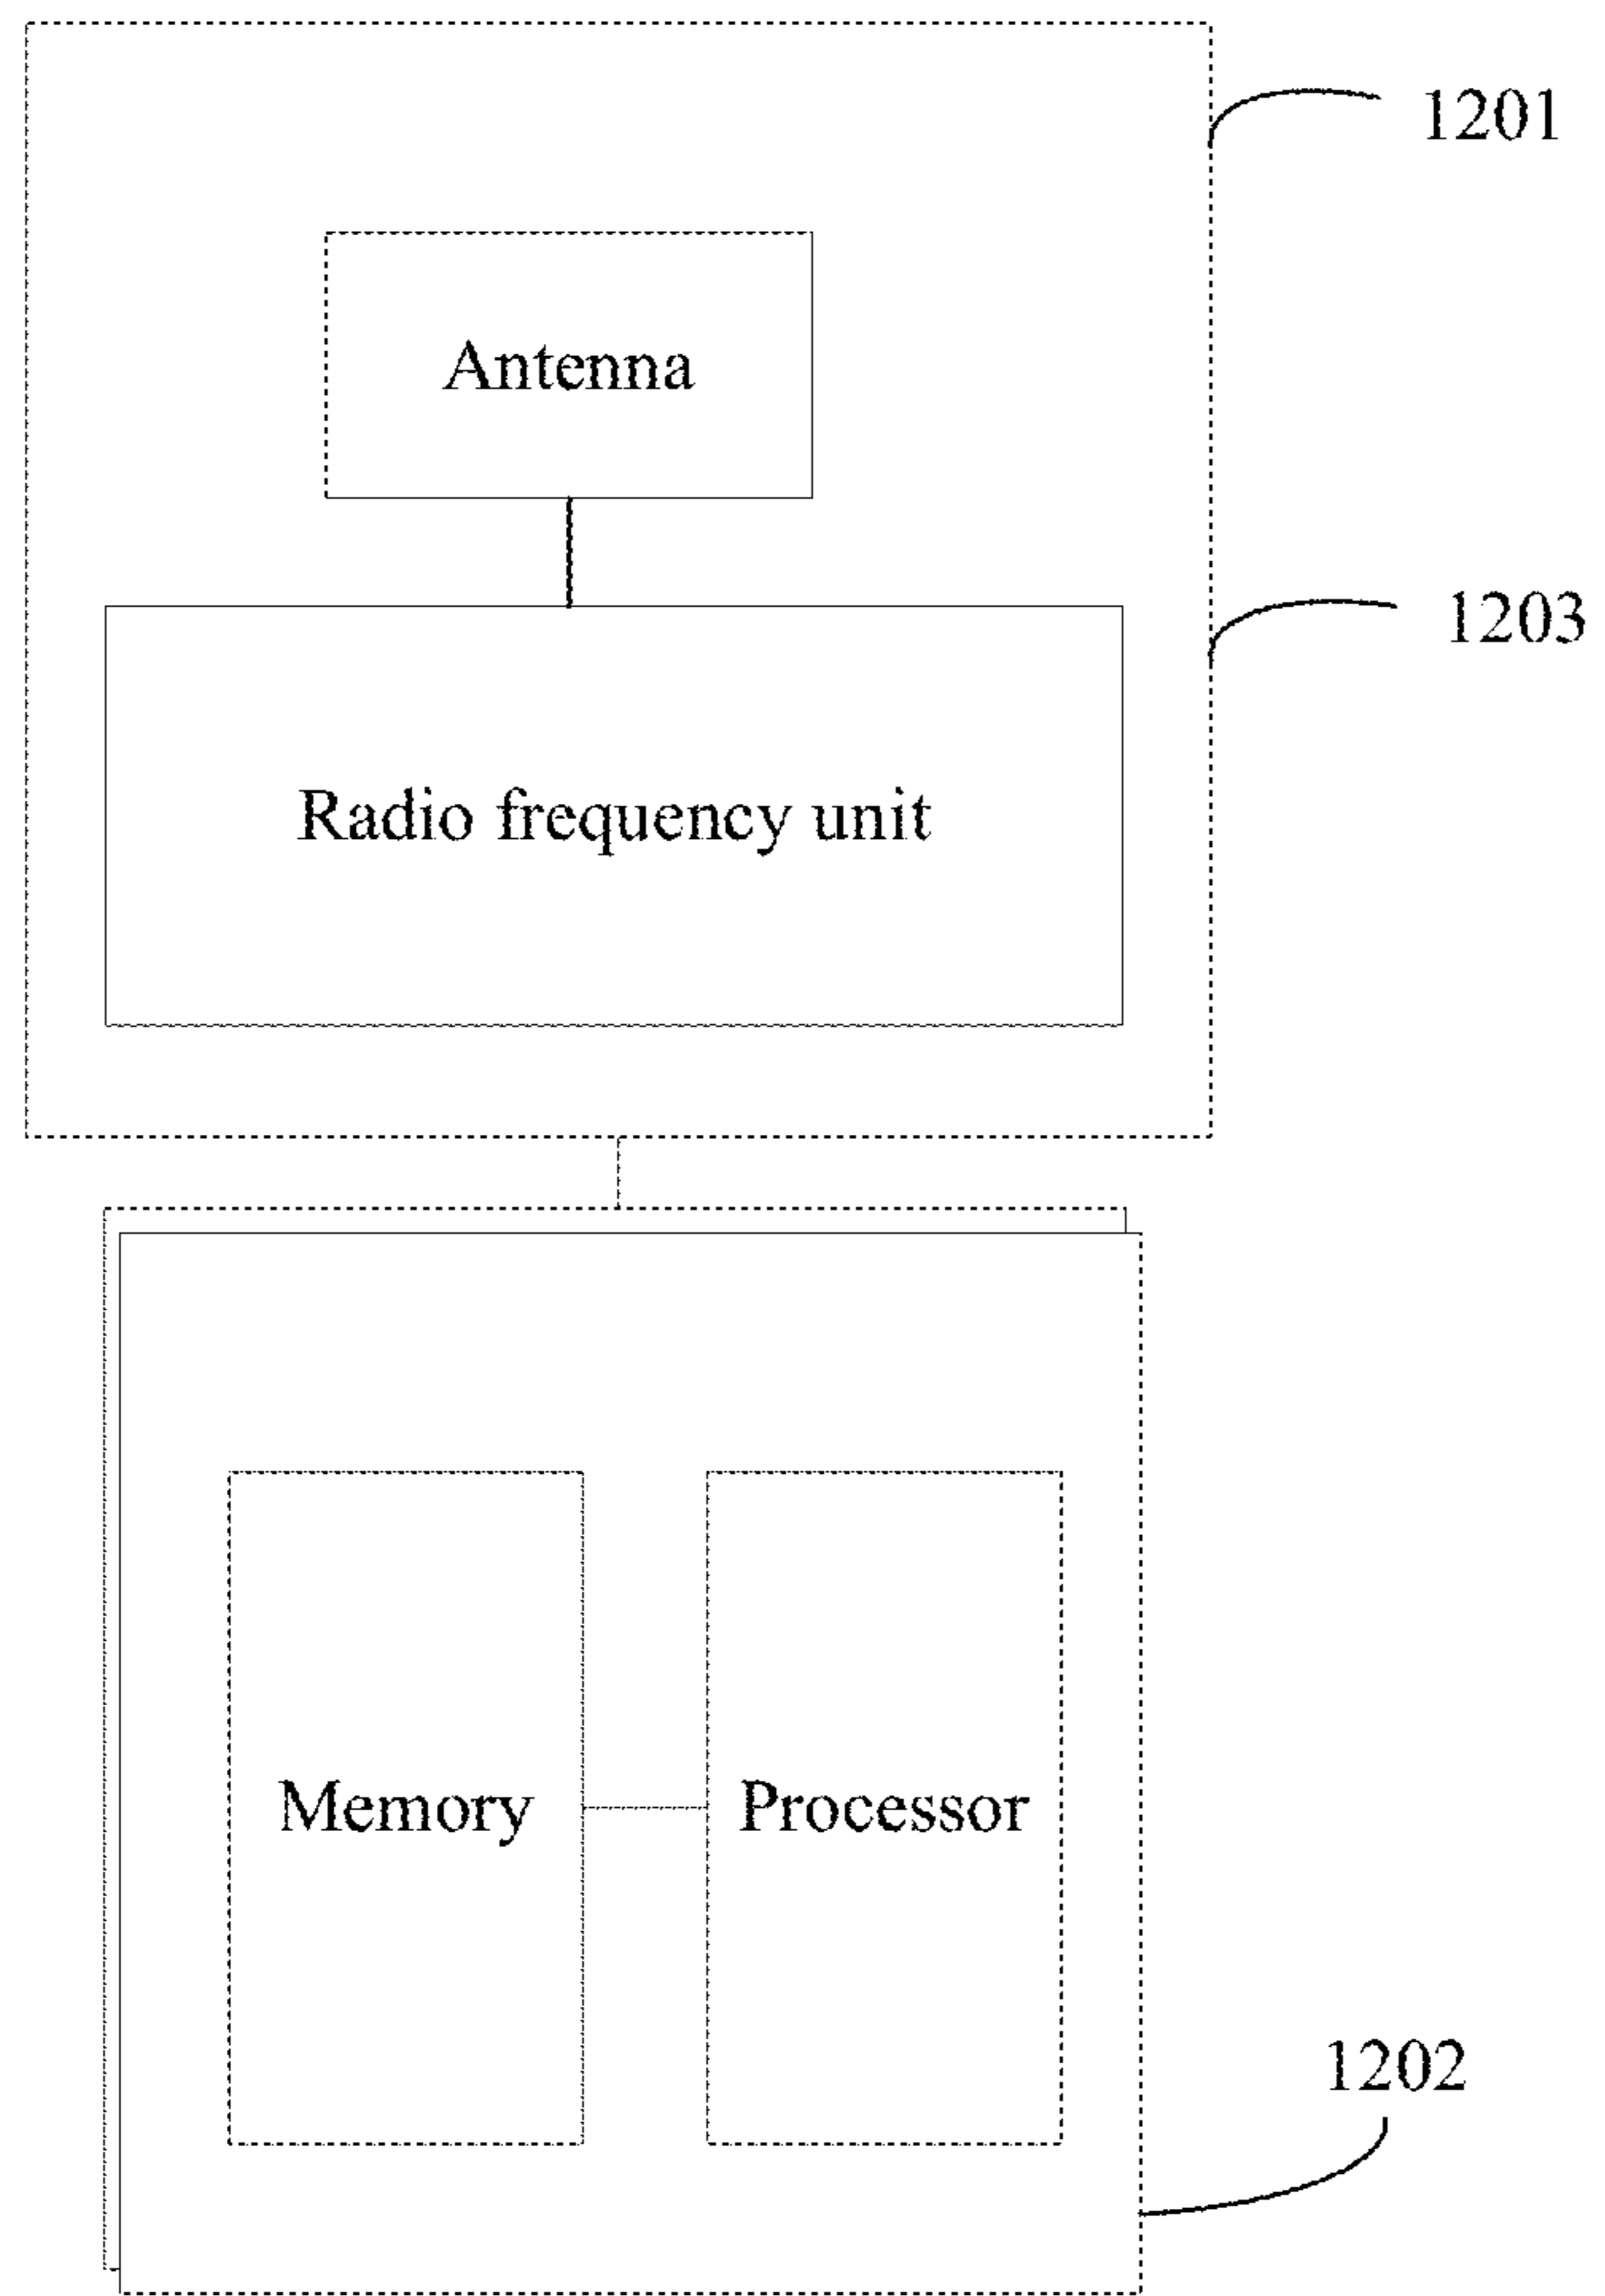 1201
Antenna
1203
Radio frequency unit
Memory
Processor
1202